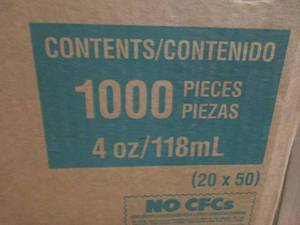 CONTENTS/CONTENIDO
1000 PIECES
PIEZAS
4 oz/118mL
(20 x 50)
NO CFCs